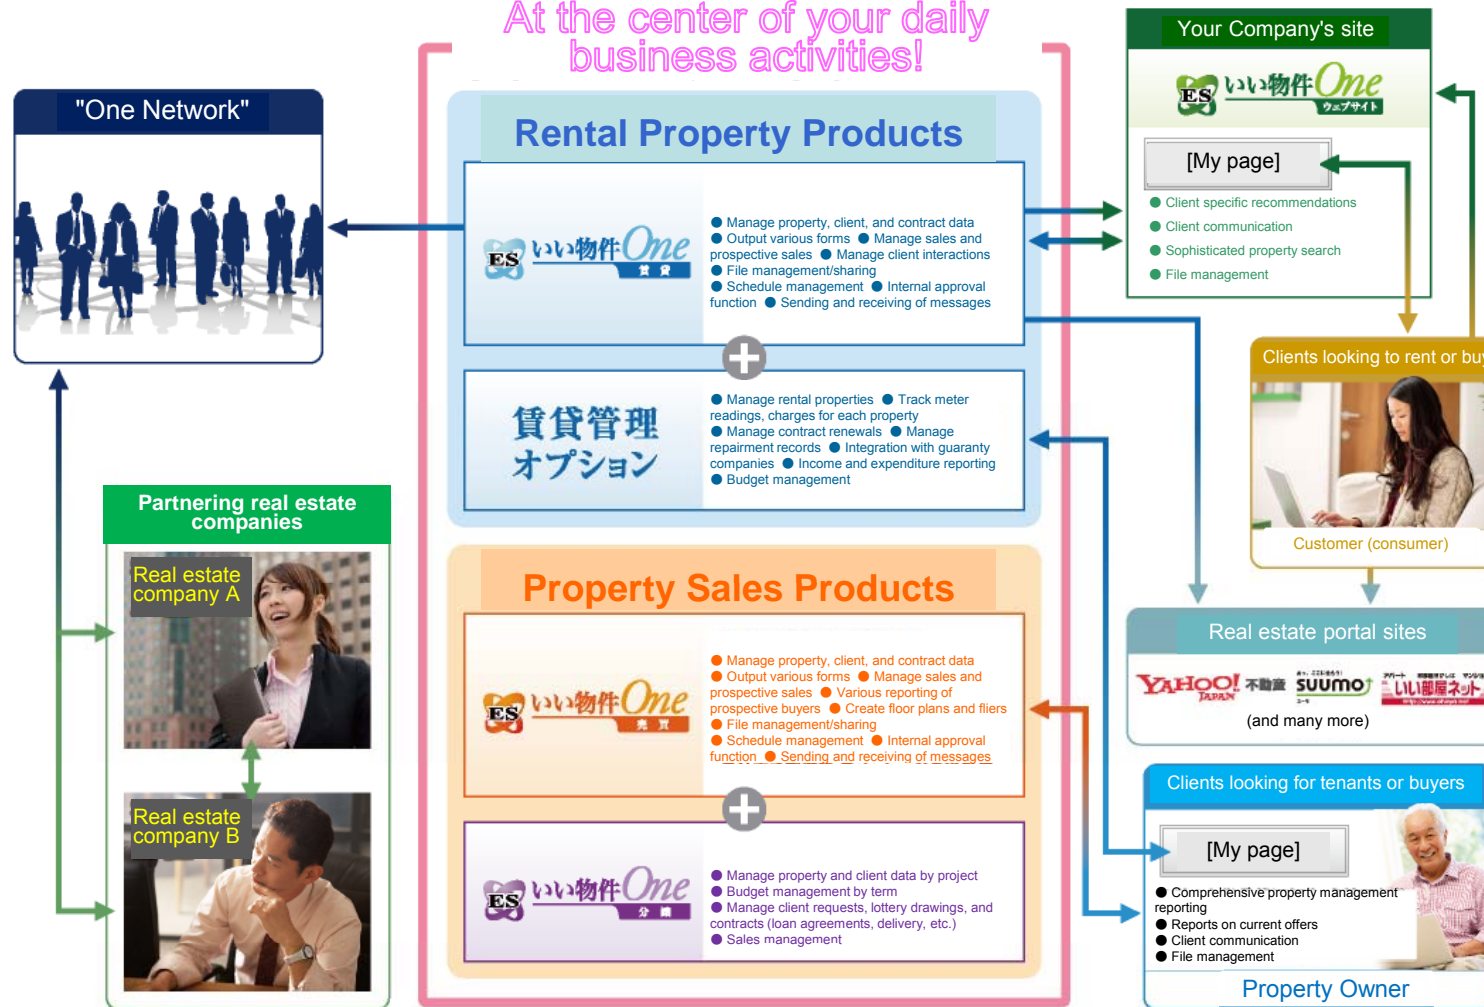 At the center of your daily
business activities!
"One Network"
Rental Property Products
ES いい物件One
賃貸
● Manage property, client, and contract data
● Output various forms ● Manage sales and
prospective sales ● Manage client interactions
● File management/sharing
● Schedule management ● Internal approval
function ● Sending and receiving of messages
賃貸管理
オプション
● Manage rental properties ● Track meter
readings, charges for each property
● Manage contract renewals ● Manage
repairment records ● Integration with guaranty
companies ● Income and expenditure reporting
● Budget management
Partnering real estate
companies
Real estate
company A
Real estate
company B
Property Sales Products
ES いい物件One
売買
● Manage property, client, and contract data
● Output various forms ● Manage sales and
prospective sales ● Various reporting of
prospective buyers ● Create floor plans and fliers
● File management/sharing
● Schedule management ● Internal approval
function ● Sending and receiving of messages
ES いい物件One
分譲
● Manage property and client data by project
● Budget management by term
● Manage client requests, lottery drawings, and
contracts (loan agreements, delivery, etc.)
● Sales management
Your Company's site
ES いい物件One
ウェブサイト
[My page]
● Client specific recommendations
● Client communication
● Sophisticated property search
● File management
Clients looking to rent or buy
Customer (consumer)
Real estate portal sites
YAHOO! 不動産
JAPAN
SUUMO
スーモ
いい部屋ネット
(and many more)
Clients looking for tenants or buyers
[My page]
● Comprehensive property management
reporting
● Reports on current offers
● Client communication
● File management
Property Owner